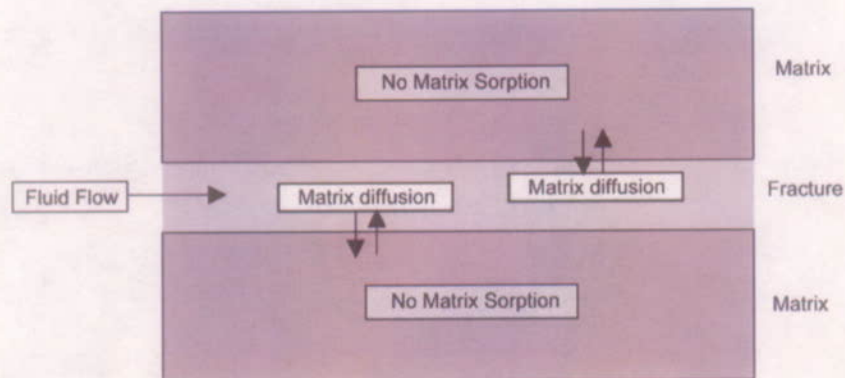 No Matrix Sorption
Matrix
Matrix diffusion
Fluid Flow
Matrix diffusion
Fracture
No Matrix Sorption
Matrix